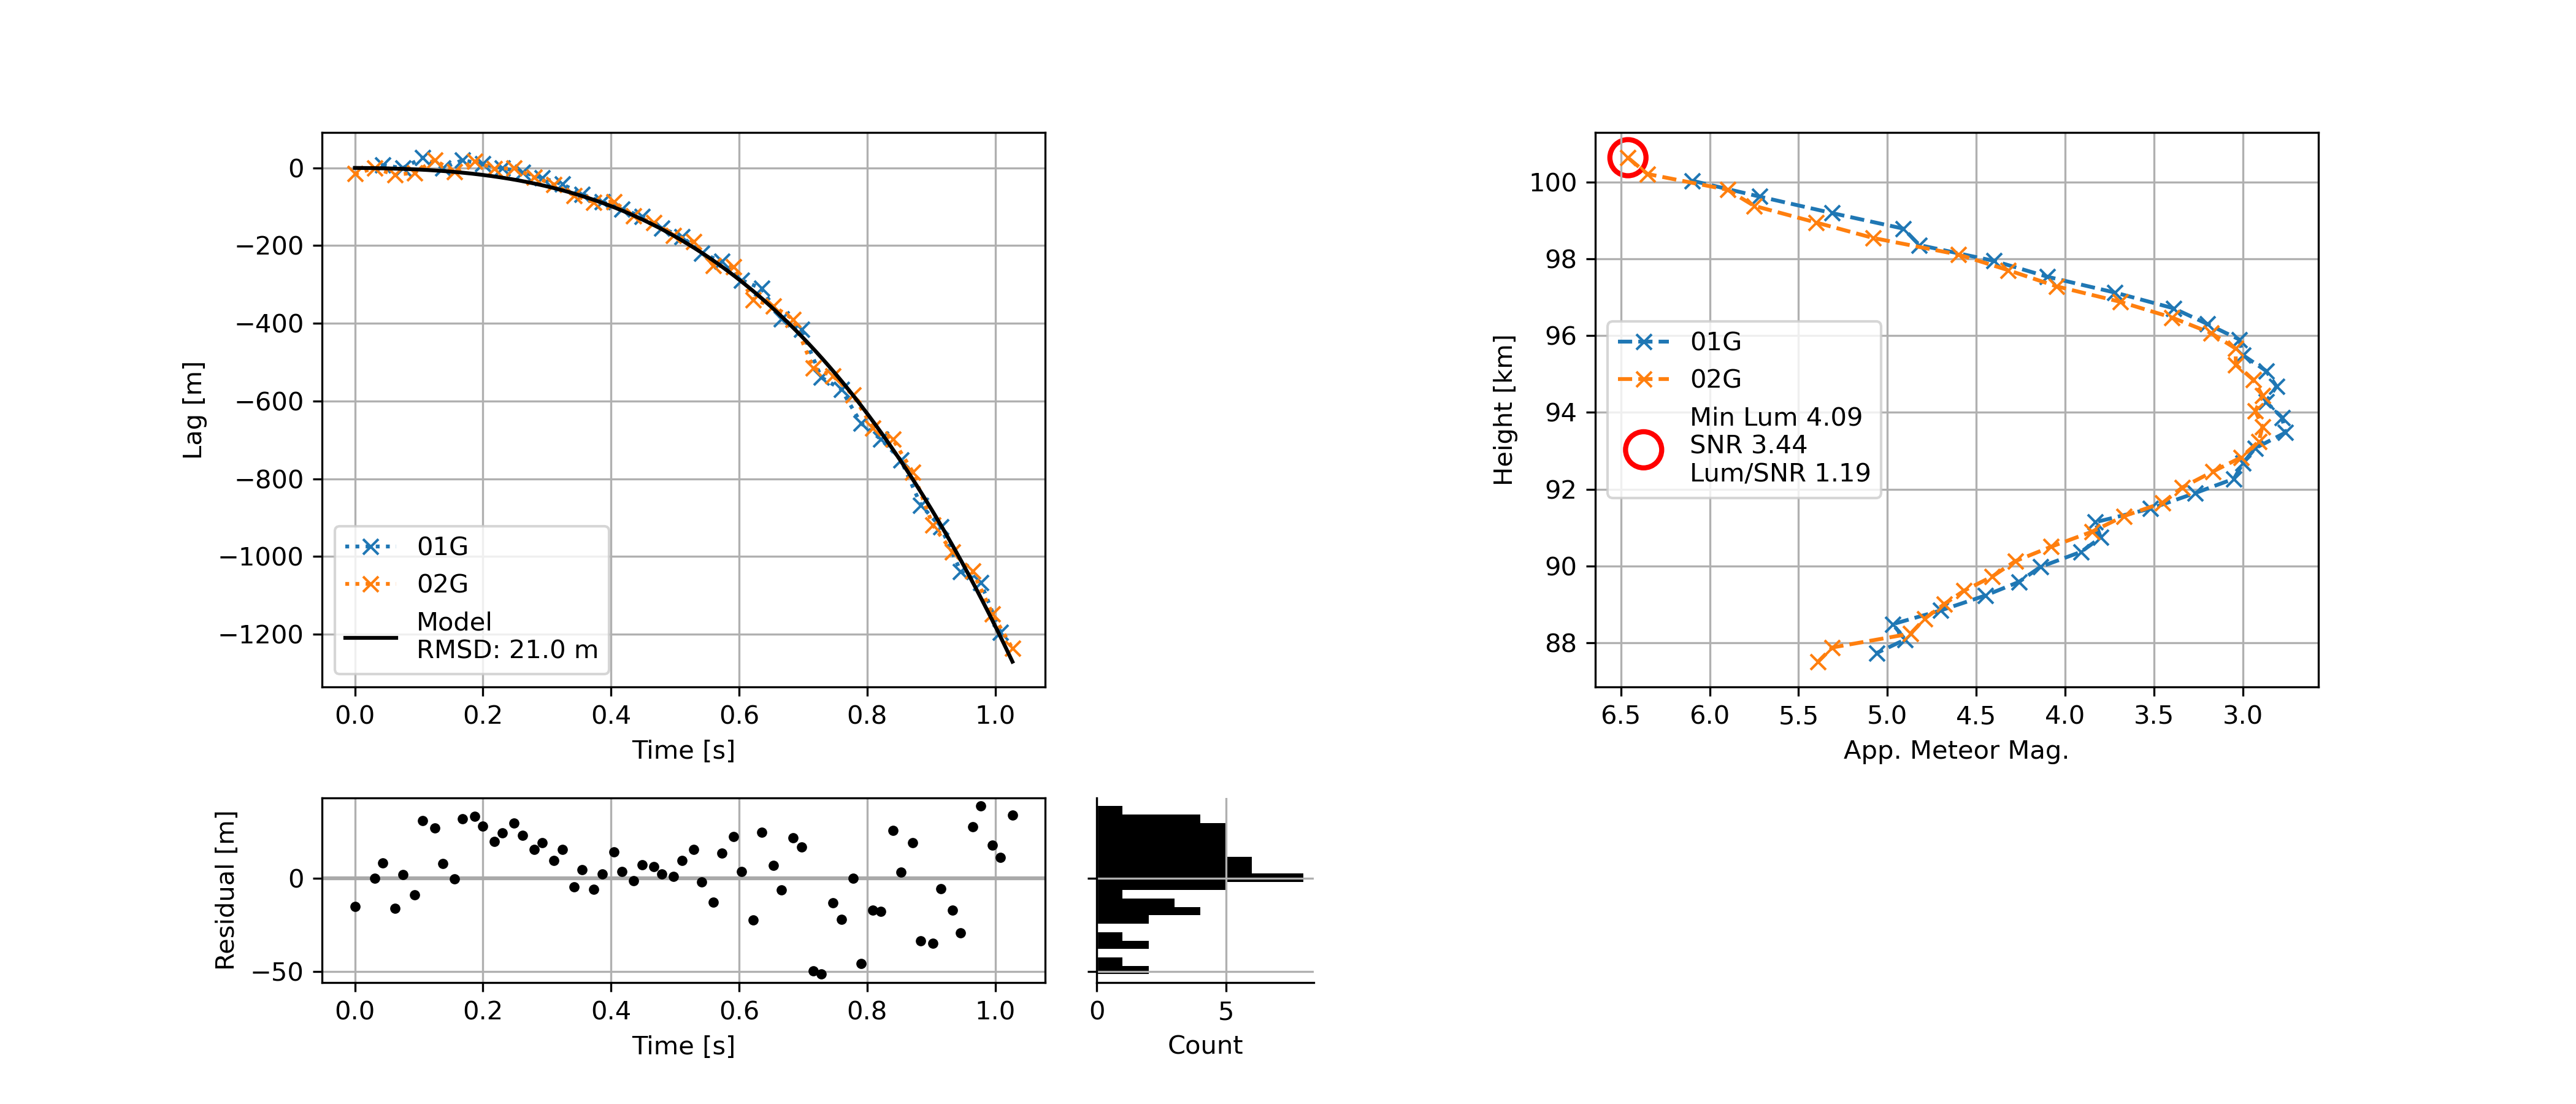 0
−200
−400
−600
−800
−1000
−1200
Lag [m]
01G
02G
Model
RMSD: 21.0 m
0.0 0.2 0.4 0.6 0.8 1.0
Time [s]
100
98
96
94
92
90
88
Height [km]
01G
02G
Min Lum 4.09
SNR 3.44
Lum/SNR 1.19
6.5 6.0 5.5 5.0 4.5 4.0 3.5 3.0
App. Meteor Mag.
0
−50
Residual [m]
0.0 0.2 0.4 0.6 0.8 1.0
Time [s]
0 5
Count